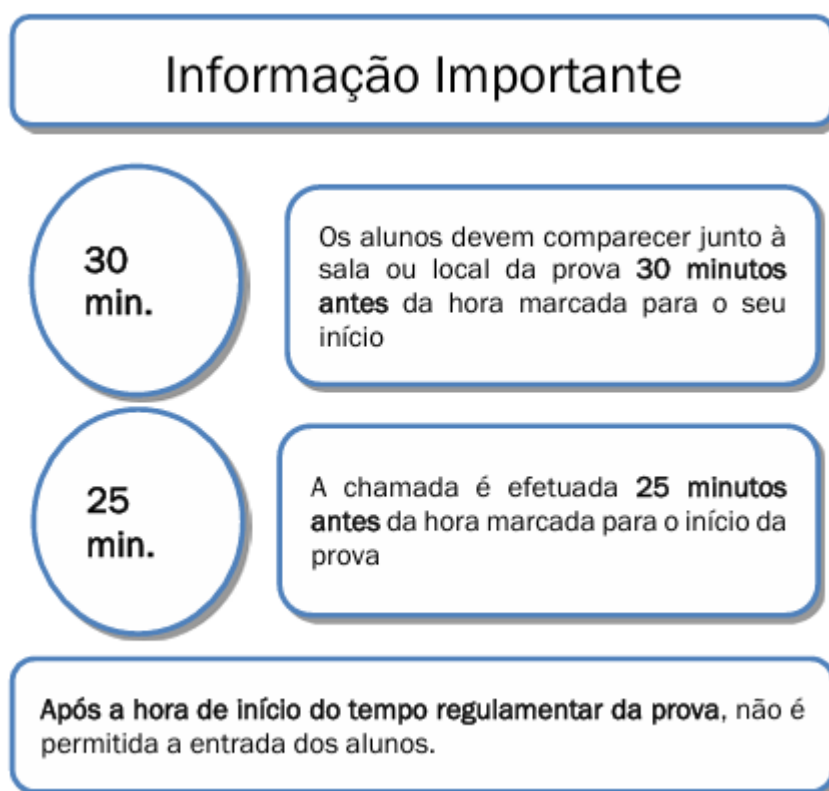 Informação Importante
30
min.
Os alunos devem comparecer junto à
sala ou local da prova 30 minutos
antes da hora marcada para o seu
início
25
min.
A chamada é efetuada 25 minutos
antes da hora marcada para o início da
prova
Após a hora de início do tempo regulamentar da prova, não é
permitida a entrada dos alunos.